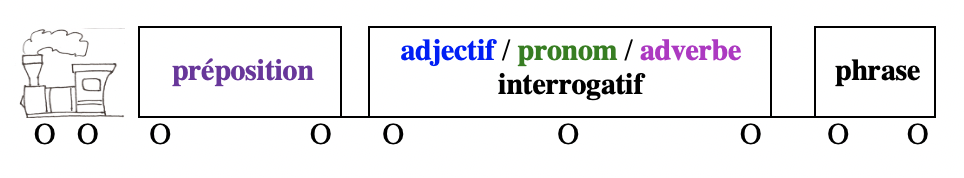 préposition
adjectif / pronom / adverbe
interrogatif
phrase
O O O O O O O O O